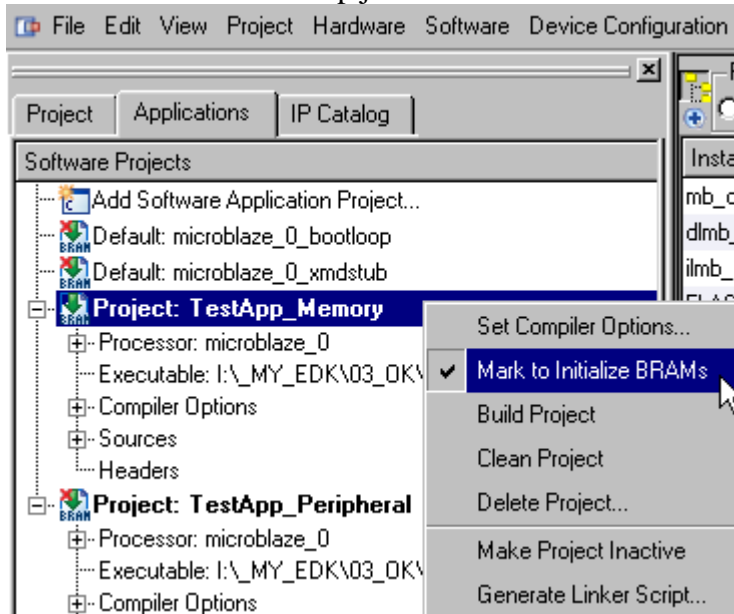 File Edit View Project Hardware Software Device Configuration
Project Applications IP Catalog
Software Projects
Add Software Application Project...
Default: microblaze_0_bootloop
Default: microblaze_0_xmdstub
Project: TestApp_Memory
Processor: microblaze_0
Executable: I:\_MY_EDK\03_OK\
Compiler Options
Sources
Headers
Project: TestApp_Peripheral
Processor: microblaze_0
Executable: I:\_MY_EDK\03_OK\
Compiler Options
Set Compiler Options...
Mark to Initialize BRAMs
Build Project
Clean Project
Delete Project...
Make Project Inactive
Generate Linker Script...
Insta
mb_
dlmb_
ilmb_